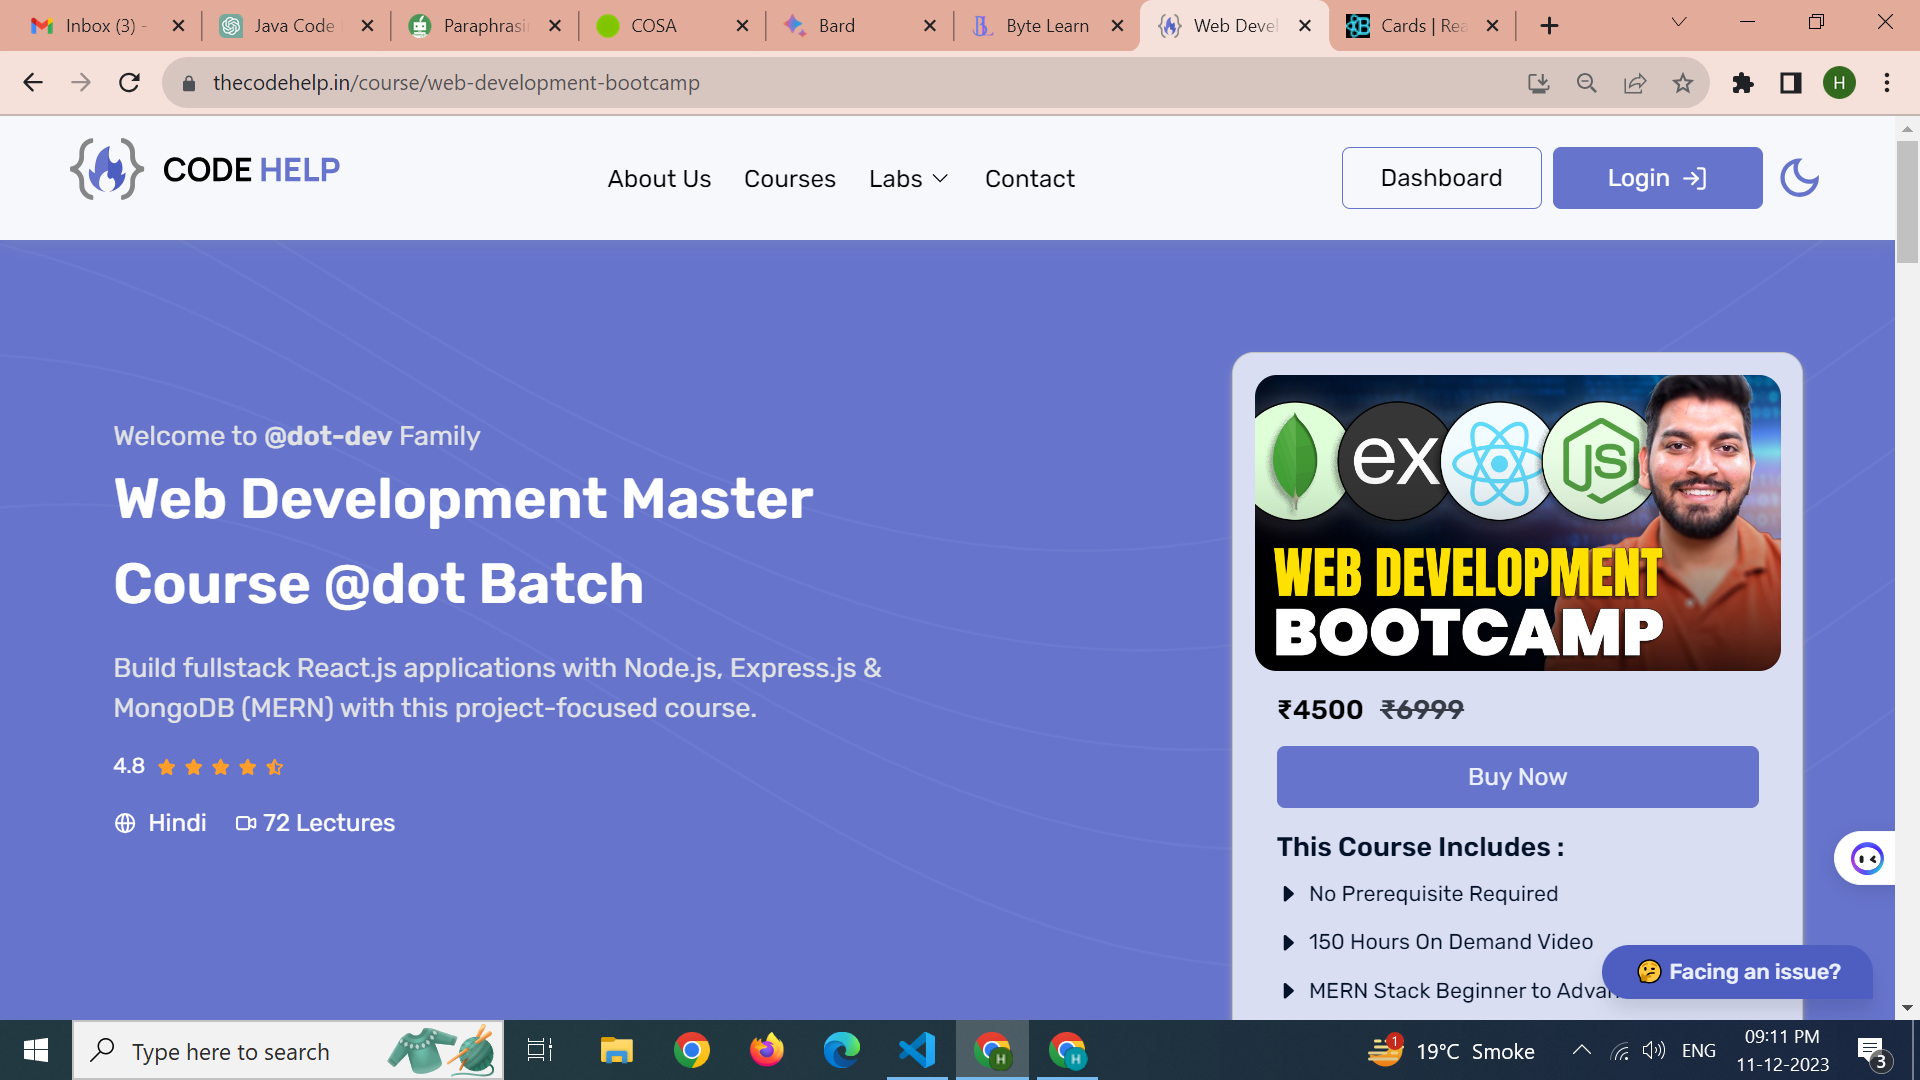 Inbox (3) -
Java Code
Paraphrasin
COSA
Bard
Byte Learn
Web Devel
Cards | Rea
thecodehelp.in/course/web-development-bootcamp
H
CODE HELP
About Us
Courses
Labs
Contact
Dashboard
Login
Welcome to @dot-dev Family
Web Development Master
Course @dot Batch
Build fullstack React.js applications with Node.js, Express.js &
MongoDB (MERN) with this project-focused course.
4.8
Hindi
72 Lectures
ex
JS
WEB DEVELOPMENT
BOOTCAMP
₹4500 ₹6999
Buy Now
This Course Includes :
No Prerequisite Required
150 Hours On Demand Video
MERN Stack Beginner to Advan
🤔 Facing an issue?
Type here to search
H
H
1
19°C Smoke
ENG
09:11 PM
11-12-2023
3